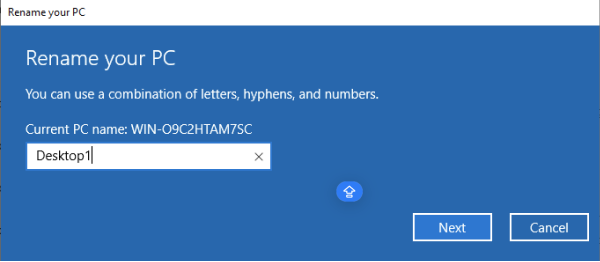 Rename your PC
Rename your PC
You can use a combination of letters, hyphens, and numbers.
Current PC name: WIN-O9C2HTAM7SC
Desktop1
Next
Cancel